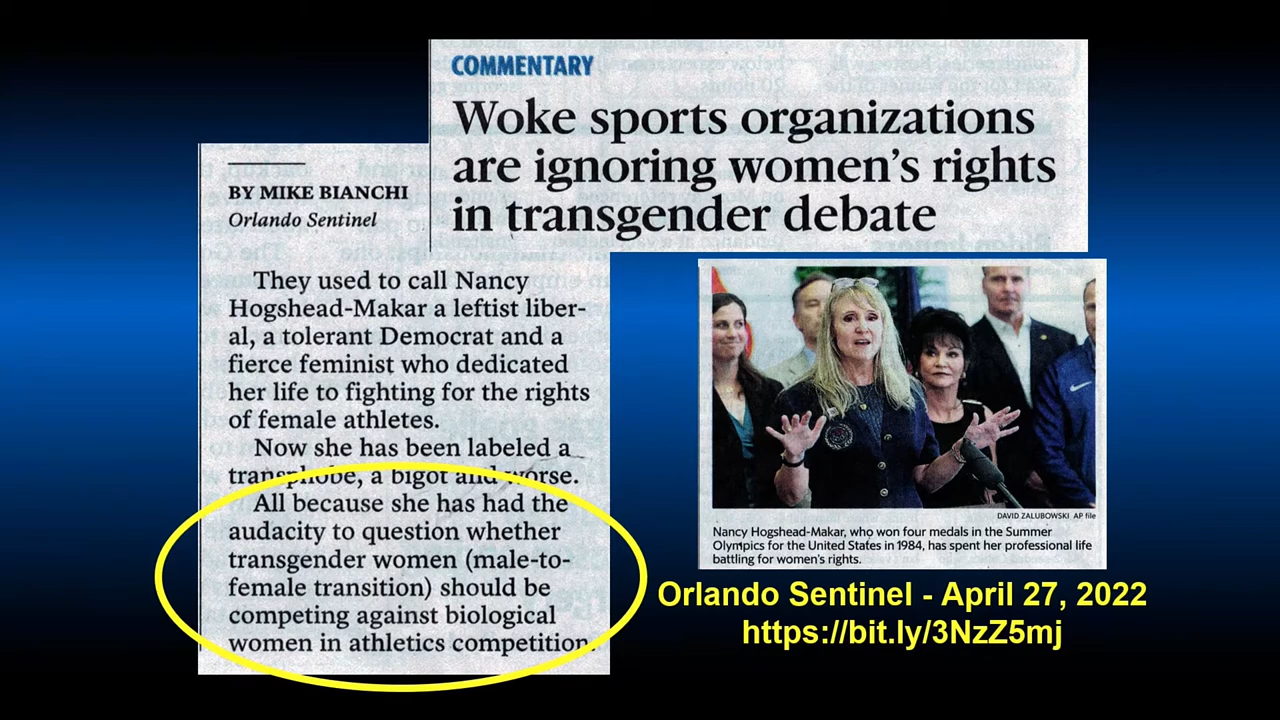 COMMENTARY
Woke sports organizations
are ignoring women's rights
in transgender debate
BY MIKE BIANCHI
Orlando Sentinel
They used to call Nancy
Hogshead-Makar a leftist liber-
al, a tolerant Democrat and a
fierce feminist who dedicated
her life to fighting for the rights
of female athletes.
Now she has been labeled a
transphobe, a bigot and worse.
All because she has had the
audacity to question whether
transgender women (male-to-
female transition) should be
competing against biological
women in athletics competition.
DAVID ZALUBOWSKI AP file
Nancy Hogshead-Makar, who won four medals in the Summer
Olympics for the United States in 1984, has spent her professional life
battling for women's rights.
Orlando Sentinel - April 27, 2022
https://bit.ly/3NzZ5mj